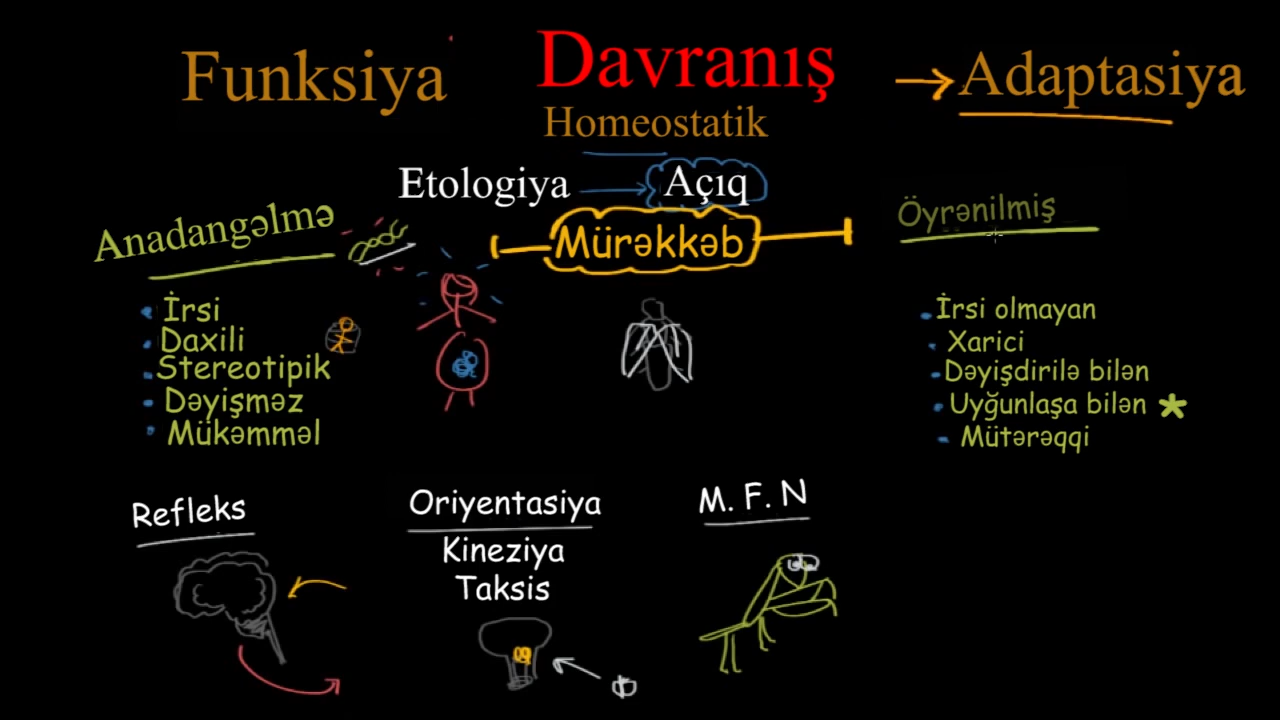 Funksiya
Davranış
Adaptasiya
Homeostatik
Etologiya
Açıq
Anadangəlmə
Mürəkkəb
Öyrənilmiş
İrsi
Daxili
Stereotipik
Dəyişməz
Mükəmməl
İrsi olmayan
Xarici
Dəyişdirilə bilən
Uyğunlaşa bilən
Mütərəqqi
Refleks
Oriyentasiya
Kineziya
Taksis
M. F. N